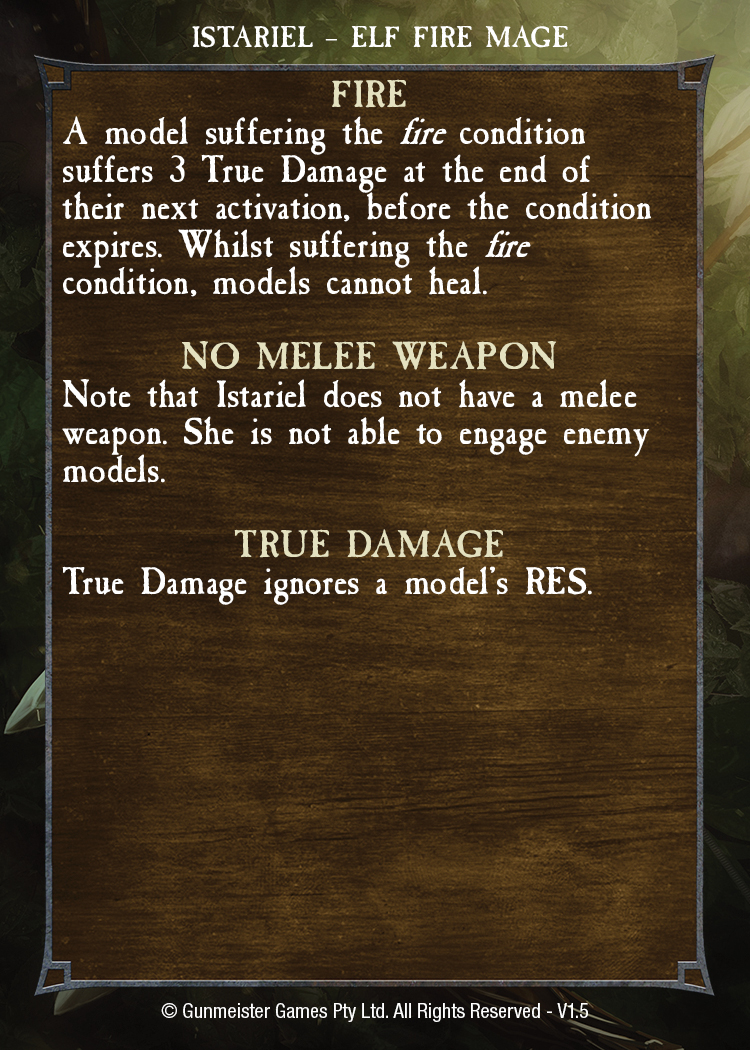 ISTARIEL – ELF FIRE MAGE
FIRE
A model suffering the fire condition
suffers 3 True Damage at the end of
their next activation, before the condition
expires. Whilst suffering the fire
condition, models cannot heal.
NO MELEE WEAPON
Note that Istariel does not have a melee
weapon. She is not able to engage enemy
models.
TRUE DAMAGE
True Damage ignores a model's RES.
© Gunmeister Games Pty Ltd. All Rights Reserved - V1.5